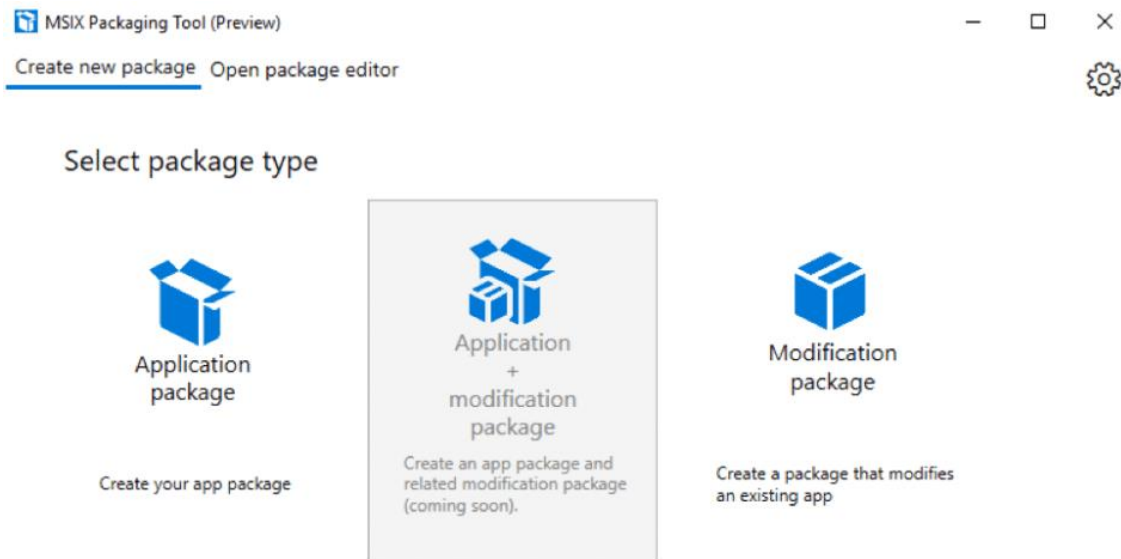 MSIX Packaging Tool (Preview)
Create new package Open package editor
Select package type
Application
package
Create your app package
Application
+
modification
package
Create an app package and
related modification package
(coming soon).
Modification
package
Create a package that modifies
an existing app